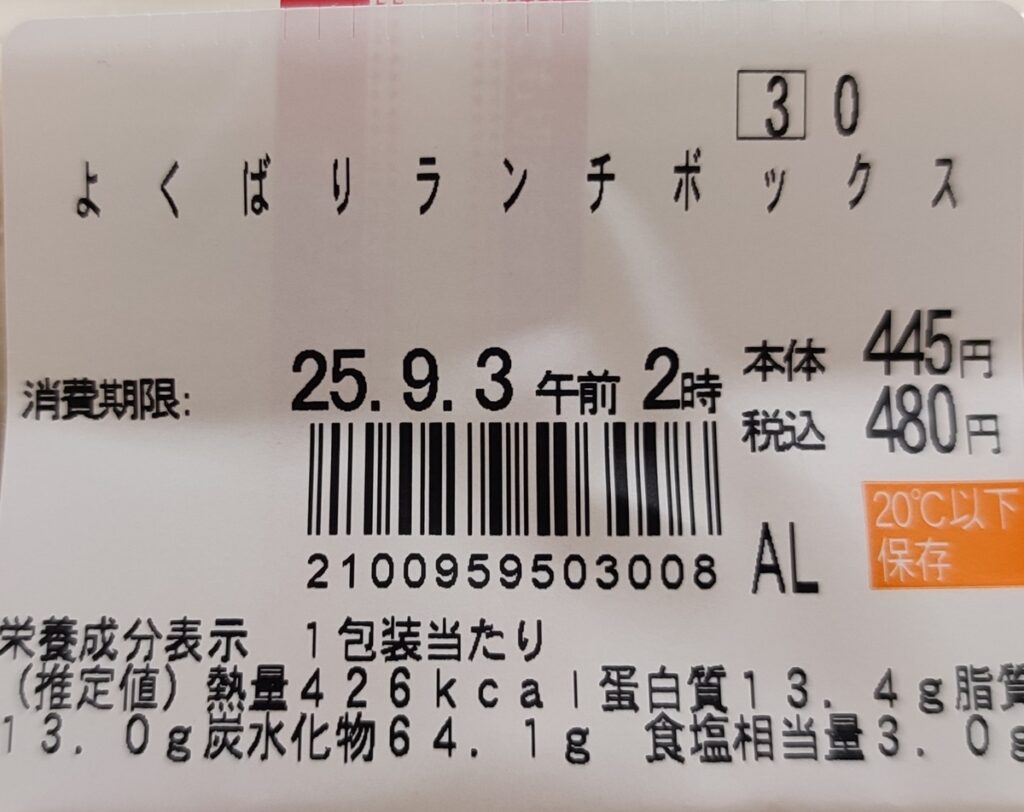 3 0
よくばりランチボックス
本体 445円
消費期限: 25.9.3 午前 2時
税込 480円
20℃以下
保存
2100959503008 AL
栄養成分表示 1包装当たり
（推定値）熱量426kcal蛋白質13.4g脂質
13.0g炭水化物64.1g 食塩相当量3.0g